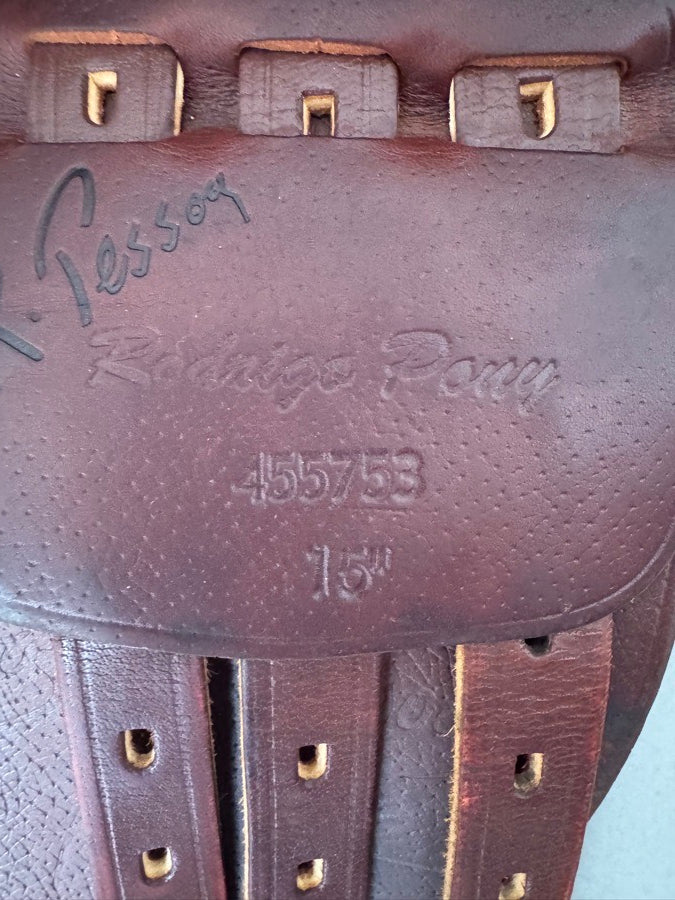 R. Pessoa
Rodrigo Pony
455753
15"